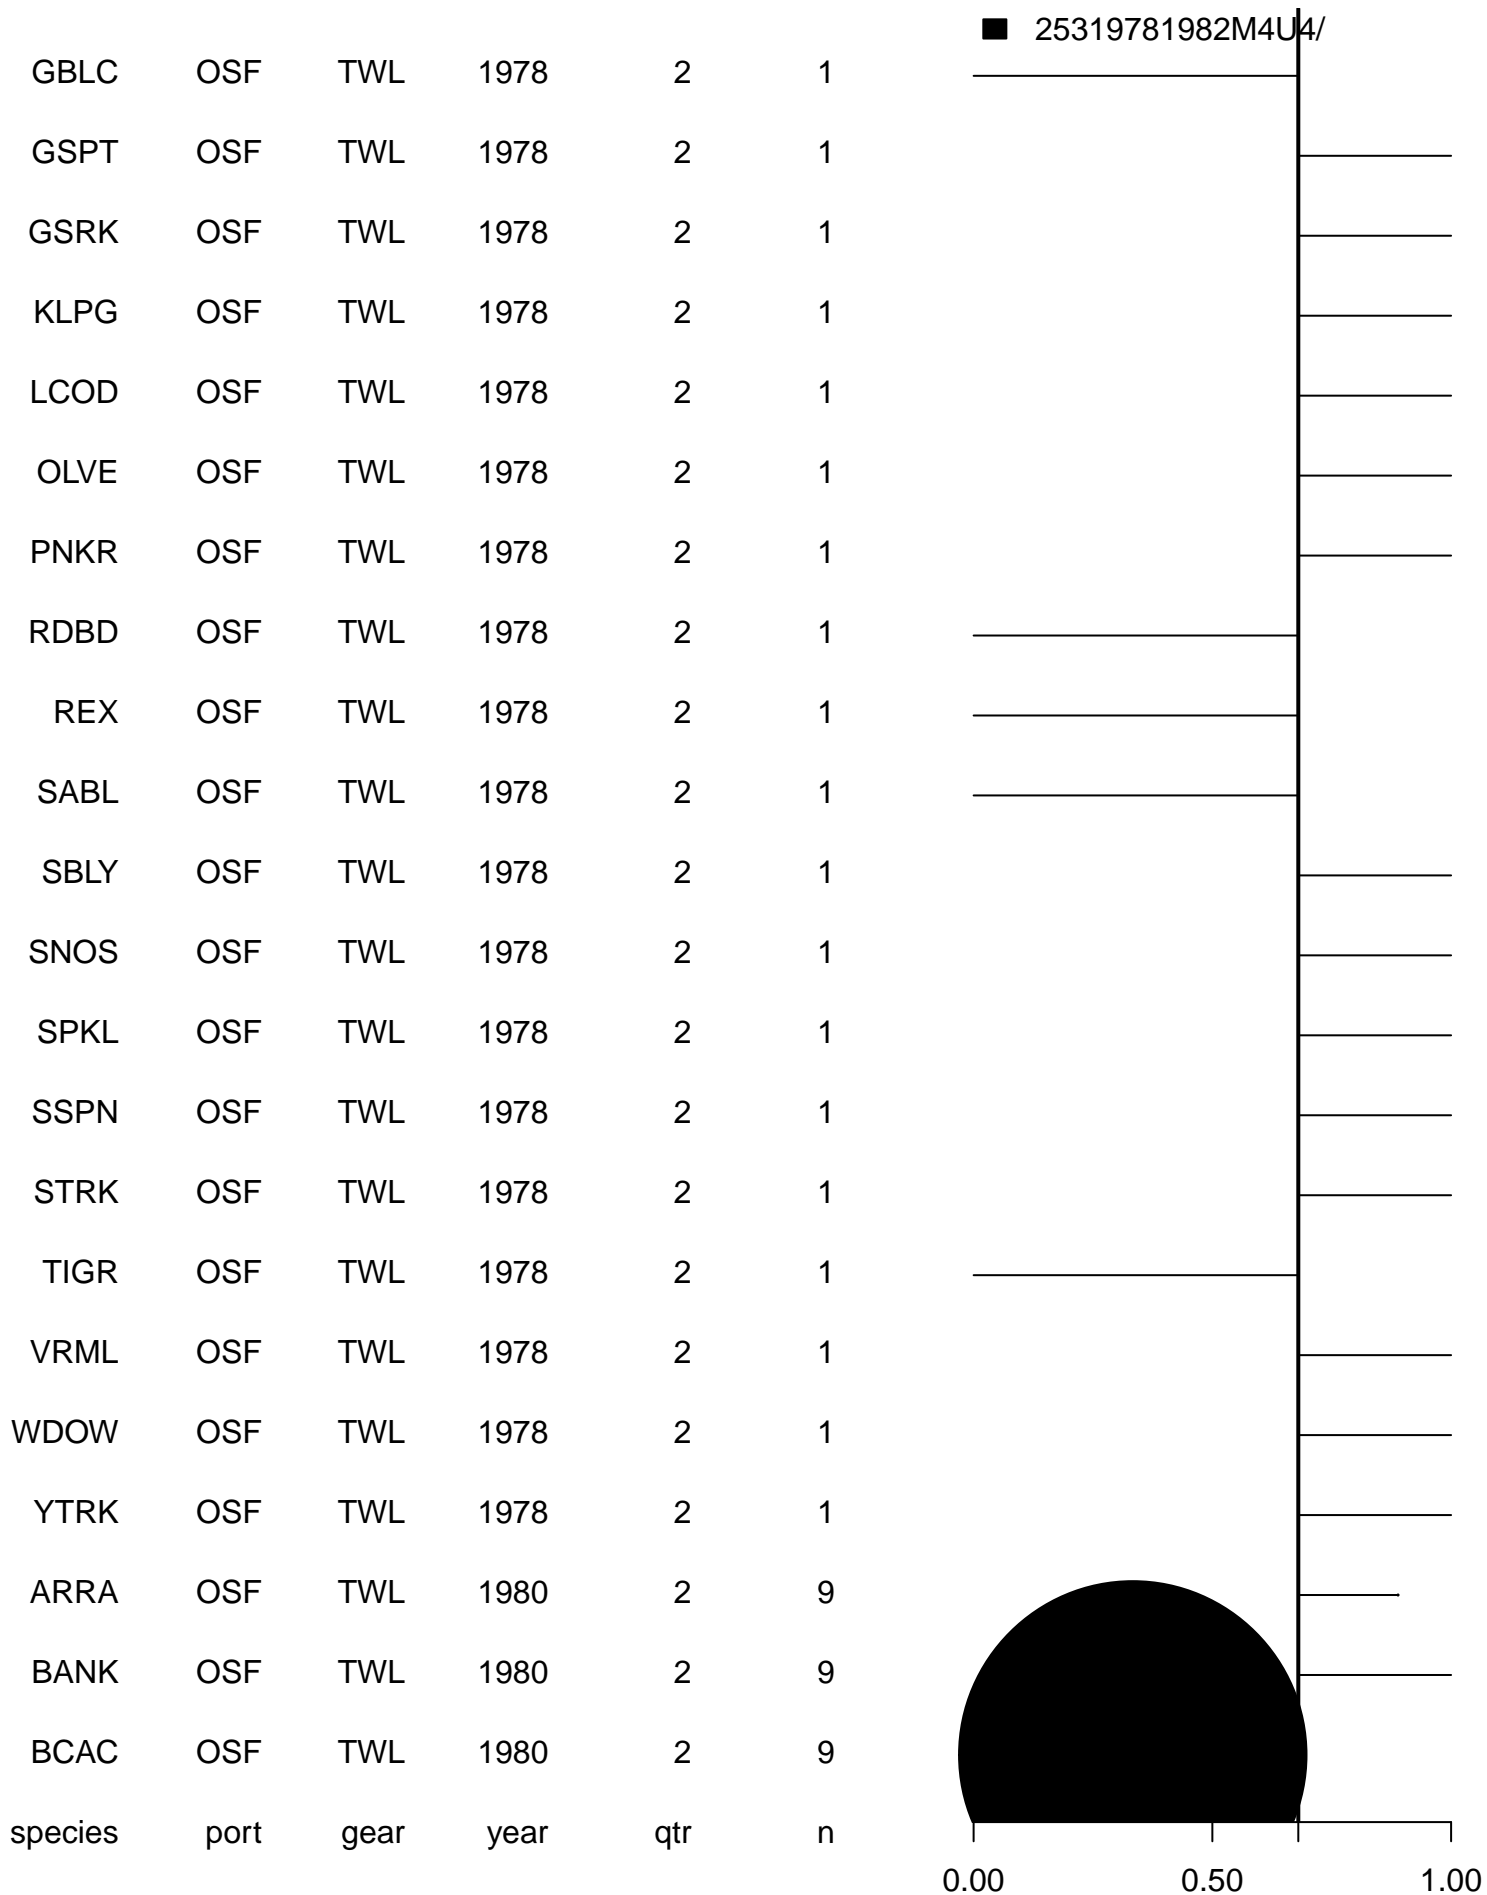 25319781982M4U4/
GBLC OSF TWL 1978 2 1
GSPT OSF TWL 1978 2 1
GSRK OSF TWL 1978 2 1
KLPG OSF TWL 1978 2 1
LCOD OSF TWL 1978 2 1
OLVE OSF TWL 1978 2 1
PNKR OSF TWL 1978 2 1
RDBD OSF TWL 1978 2 1
REX OSF TWL 1978 2 1
SABL OSF TWL 1978 2 1
SBLY OSF TWL 1978 2 1
SNOS OSF TWL 1978 2 1
SPKL OSF TWL 1978 2 1
SSPN OSF TWL 1978 2 1
STRK OSF TWL 1978 2 1
TIGR OSF TWL 1978 2 1
VRML OSF TWL 1978 2 1
WDOW OSF TWL 1978 2 1
YTRK OSF TWL 1978 2 1
ARRA OSF TWL 1980 2 9
BANK OSF TWL 1980 2 9
BCAC OSF TWL 1980 2 9
species port gear year qtr n
0.00 0.50 1.00